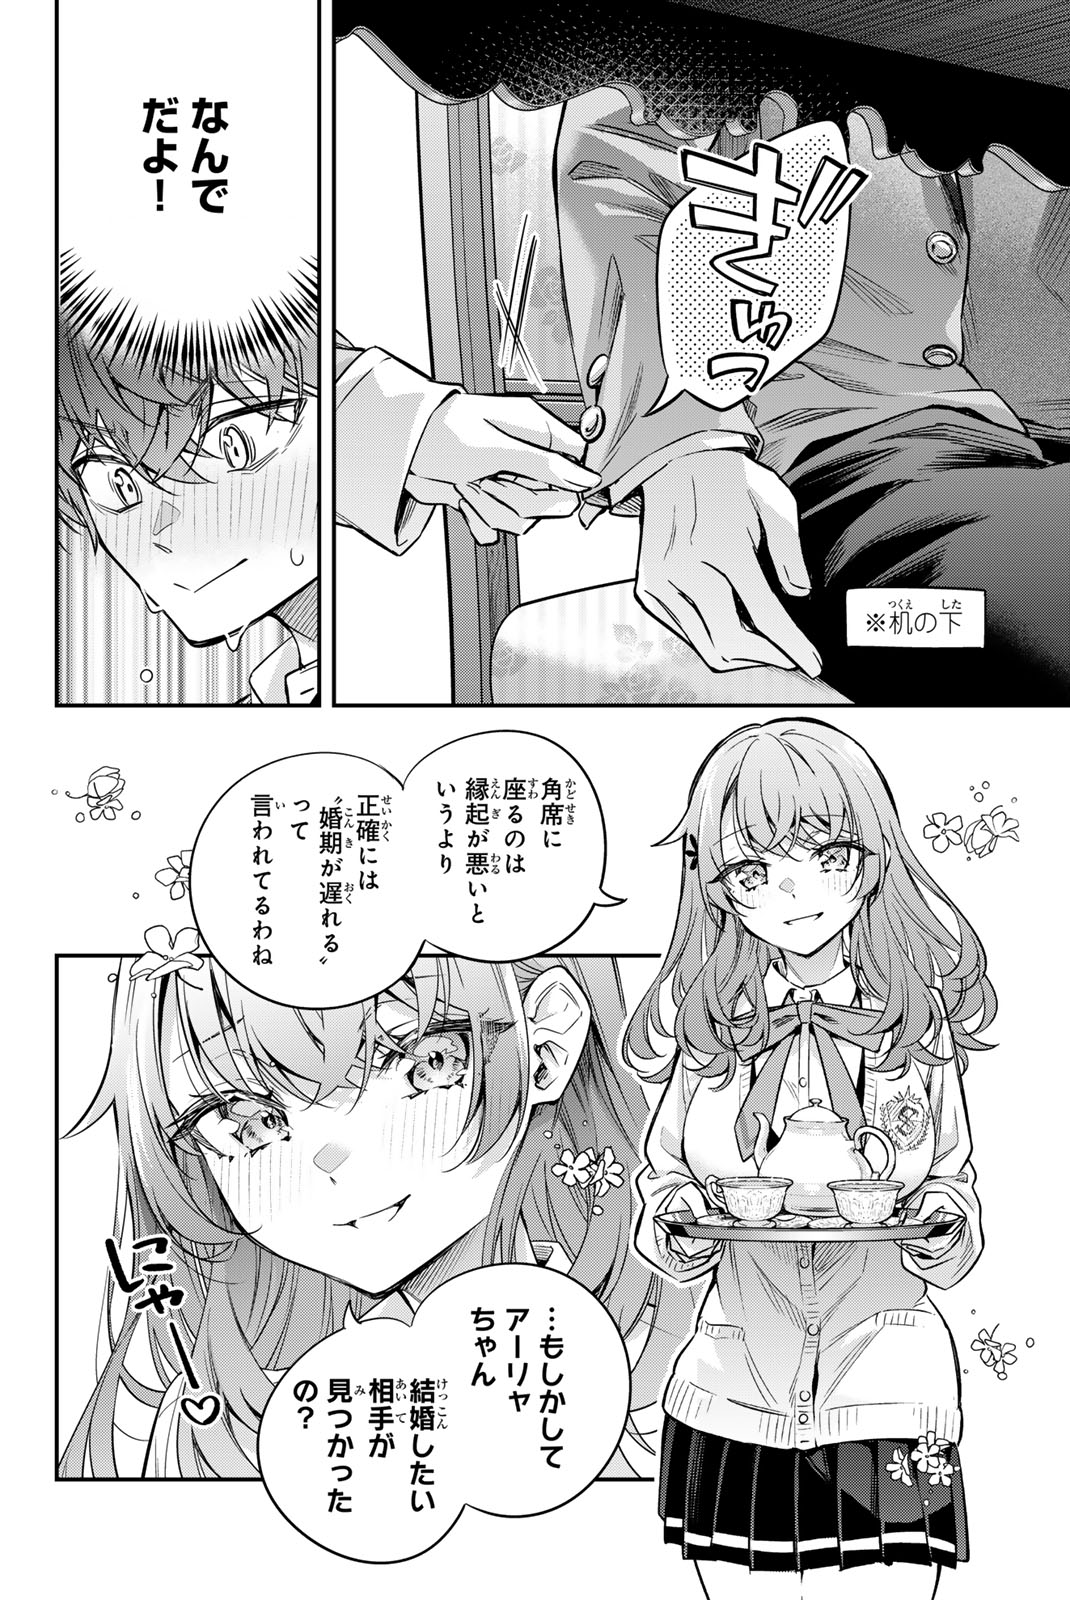 ぎゅっ
※机の下
なんで
だよ！
角席に
座るのは
縁起が悪いと
いうより
正確には
〝婚期が遅れる〟
って
言われてるわね
…もしかして
アーリャ
ちゃん
結婚したい
相手が
見つかった
の？
にゃー♡